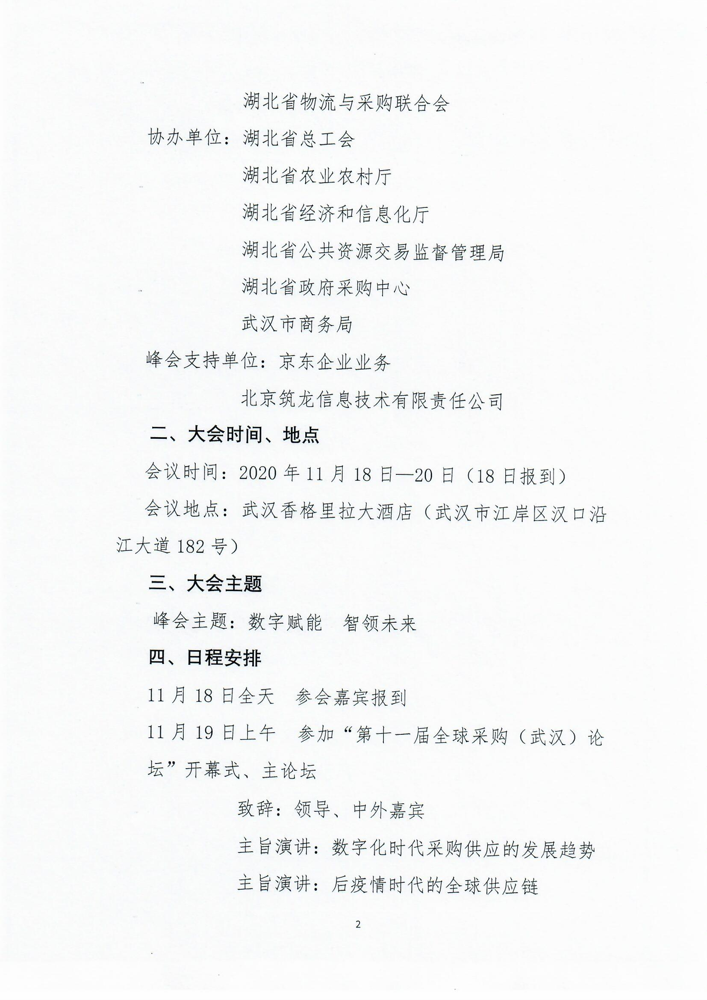 湖北省物流与采购联合会
协办单位：湖北省总工会
湖北省农业农村厅
湖北省经济和信息化厅
湖北省公共资源交易监督管理局
湖北省政府采购中心
武汉市商务局
峰会支持单位：京东企业业务
北京筑龙信息技术有限责任公司
二、大会时间、地点
会议时间：2020 年 11 月 18 日—20 日（18 日报到）
会议地点：武汉香格里拉大酒店（武汉市江岸区汉口沿
江大道 182 号）
三、大会主题
峰会主题：数字赋能　智领未来
四、日程安排
11 月 18 日全天　参会嘉宾报到
11 月 19 日上午　参加“第十一届全球采购（武汉）论
坛”开幕式、主论坛
致辞：领导、中外嘉宾
主旨演讲：数字化时代采购供应的发展趋势
主旨演讲：后疫情时代的全球供应链
2